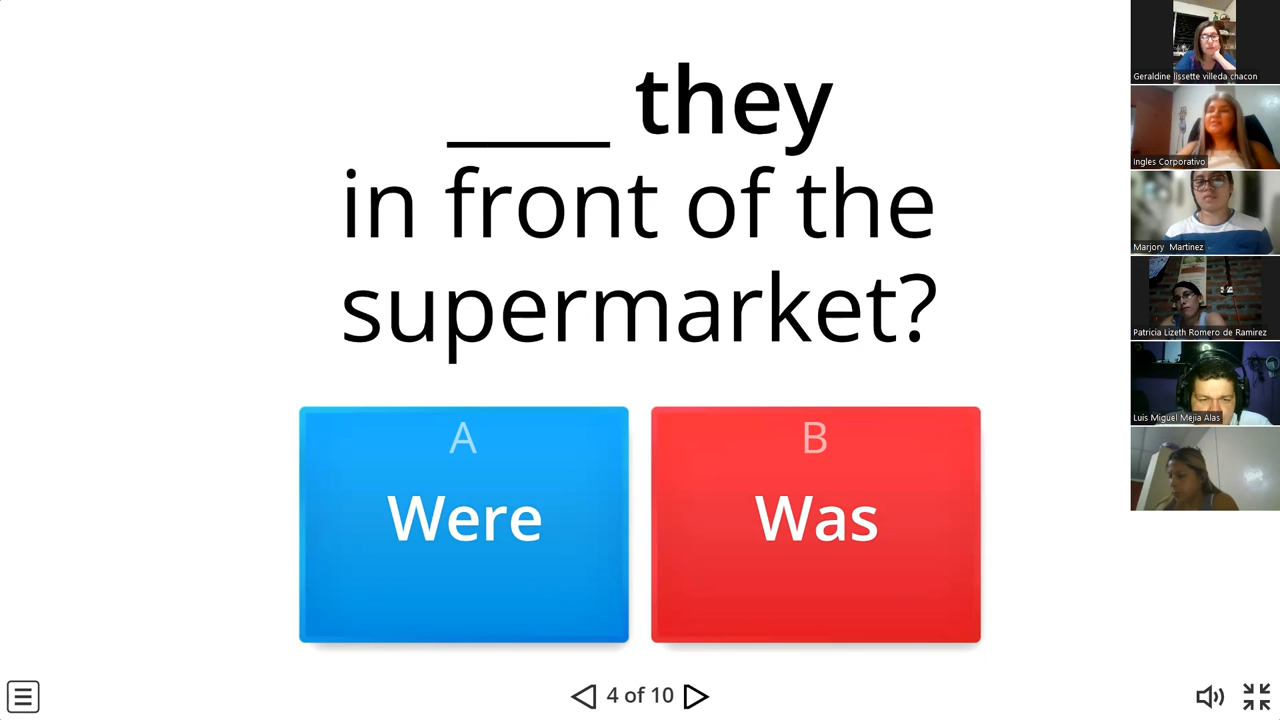 ____ they
in front of the
supermarket?
A
Were
B
Was
4 of 10
Geraldine lissette villeda chacon
Ingles Corporativo
Marjory Martinez
Patricia Lizeth Romero de Ramirez
Luis Miguel Mejia Alas